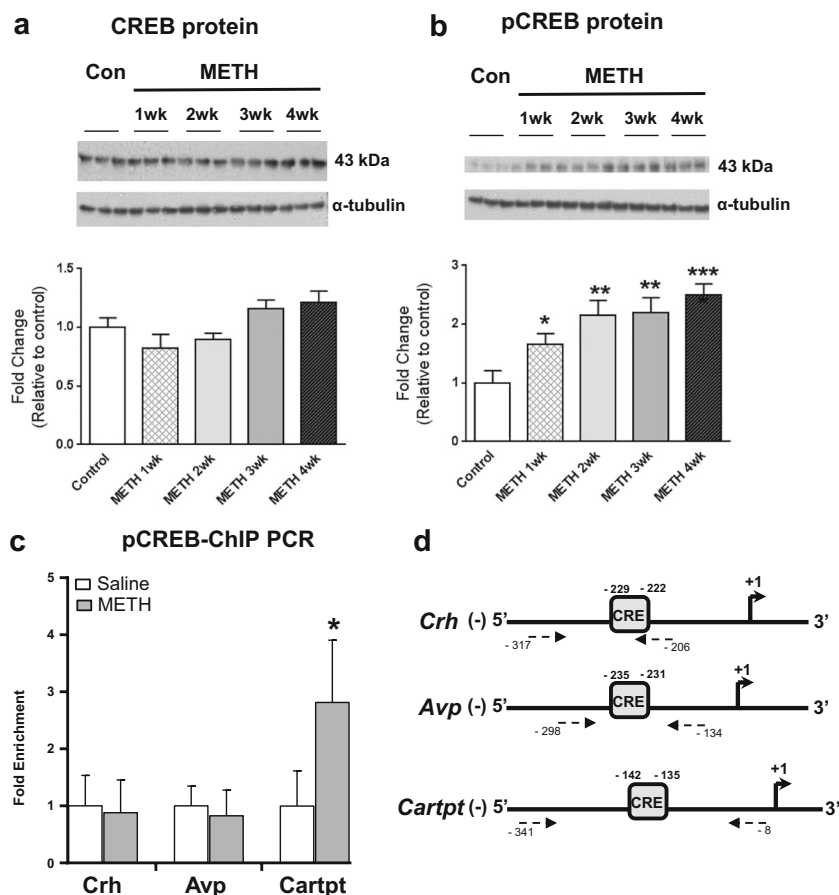 a
CREB protein
Con
METH
1wk 2wk 3wk 4wk
43 kDa
α-tubulin
Fold Change
(Relative to control)
1.5
1.0
0.5
0.0
Control
METH 1wk
METH 2wk
METH 3wk
METH 4wk
b
pCREB protein
Con
METH
1wk 2wk 3wk 4wk
43 kDa
α-tubulin
Fold Change
(Relative to control)
3
2
1
0
*
**
**
***
*
Control
METH 1wk
METH 2wk
METH 3wk
METH 4wk
c
pCREB-ChIP PCR
Saline
METH
Fold Enrichment
5
4
3
2
1
0
*
Crh Avp Cartpt
d
- 229 - 222
+1
Crh (-) 5’ CRE 3’
- 317 - 206
- 235 - 231
+1
Avp (-) 5’ CRE 3’
- 298 - 134
- 142 - 135
+1
Cartpt (-) 5’ CRE 3’
-341 - 8